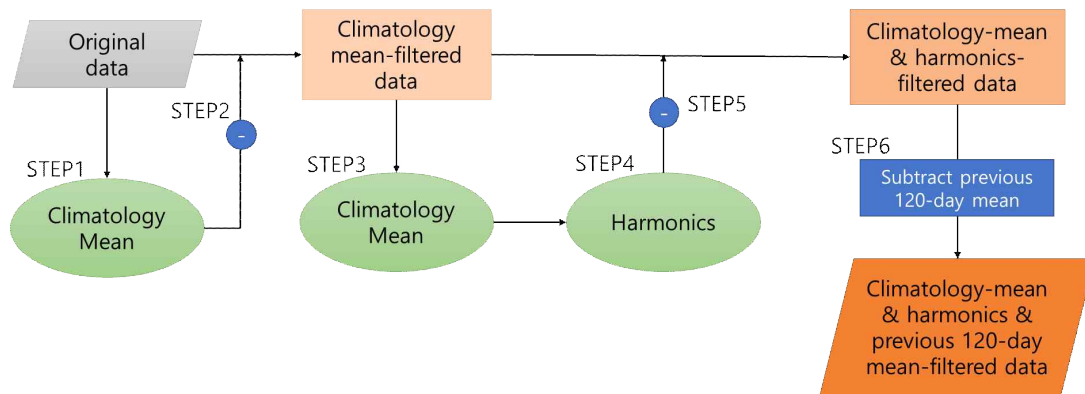 Original
data
STEP1
Climatology
Mean
STEP2
-
Climatology
mean-filtered
data
STEP3
Climatology
Mean
STEP4
Harmonics
STEP5
-
Climatology-mean
& harmonics-
filtered data
STEP6
Subtract previous
120-day mean
Climatology-mean
& harmonics &
previous 120-day
mean-filtered data